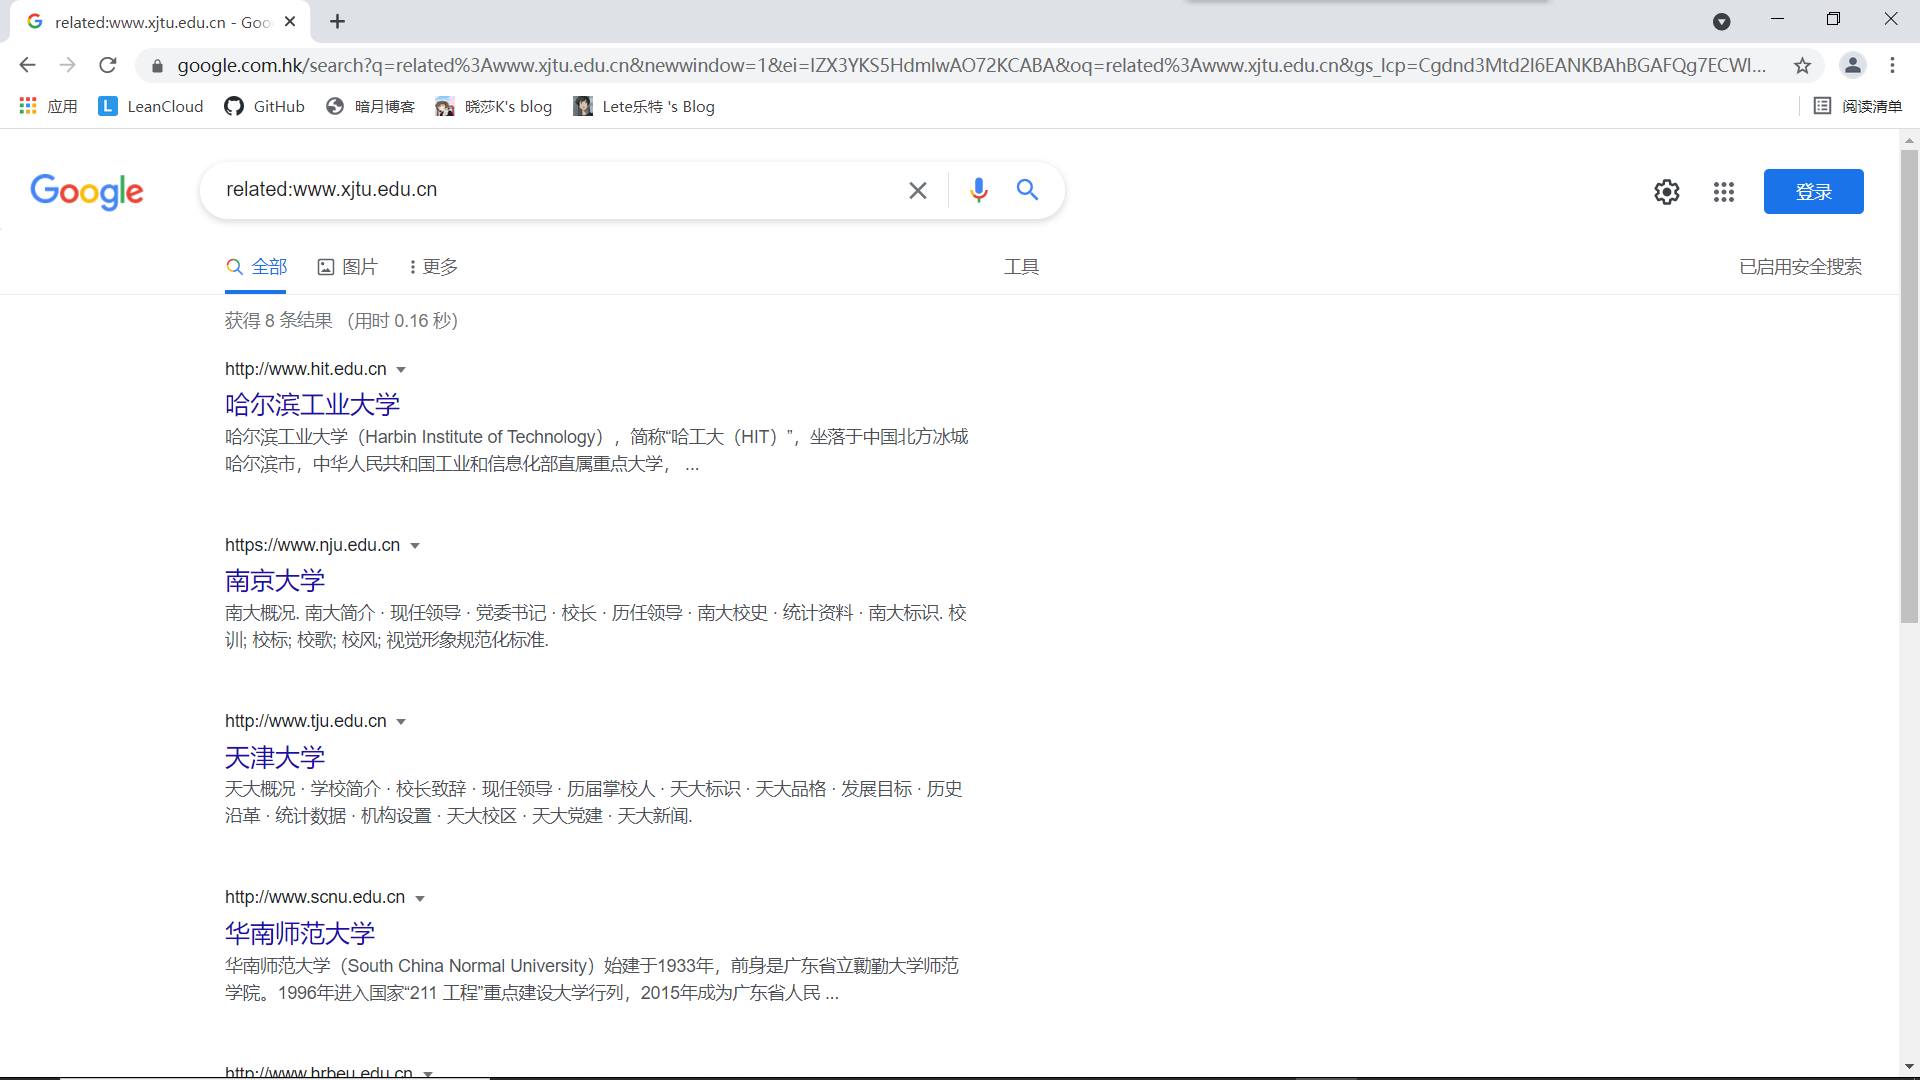 related:www.xjtu.edu.cn - Goo
google.com.hk/search?q=related%3Awww.xjtu.edu.cn&newwindow=1&ei=IZX3YKS5HdmlwAO72KCABA&oq=related%3Awww.xjtu.edu.cn&gs_lcp=Cgdnd3Mtd2l6EANKBAhBGAFQg7ECWI...
应用 LeanCloud GitHub 暗月博客 晓莎K's blog Lete乐特 's Blog 阅读清单
Google related:www.xjtu.edu.cn 登录
全部 图片 更多 工具 已启用安全搜索
获得 8 条结果 (用时 0.16 秒)
http://www.hit.edu.cn
哈尔滨工业大学
哈尔滨工业大学（Harbin Institute of Technology），简称“哈工大（HIT）”，坐落于中国北方冰城
哈尔滨市，中华人民共和国工业和信息化部直属重点大学， ...
https://www.nju.edu.cn
南京大学
南大概况. 南大简介 · 现任领导 · 党委书记 · 校长 · 历任领导 · 南大校史 · 统计资料 · 南大标识. 校
训; 校标; 校歌; 校风; 视觉形象规范化标准.
http://www.tju.edu.cn
天津大学
天大概况 · 学校简介 · 校长致辞 · 现任领导 · 历届掌校人 · 天大标识 · 天大品格 · 发展目标 · 历史
沿革 · 统计数据 · 机构设置 · 天大校区 · 天大党建 · 天大新闻.
http://www.scnu.edu.cn
华南师范大学
华南师范大学（South China Normal University）始建于1933年，前身是广东省立勷勤大学师范
学院。1996年进入国家“211 工程”重点建设大学行列，2015年成为广东省人民 ...
http://www.hrbeu.edu.cn